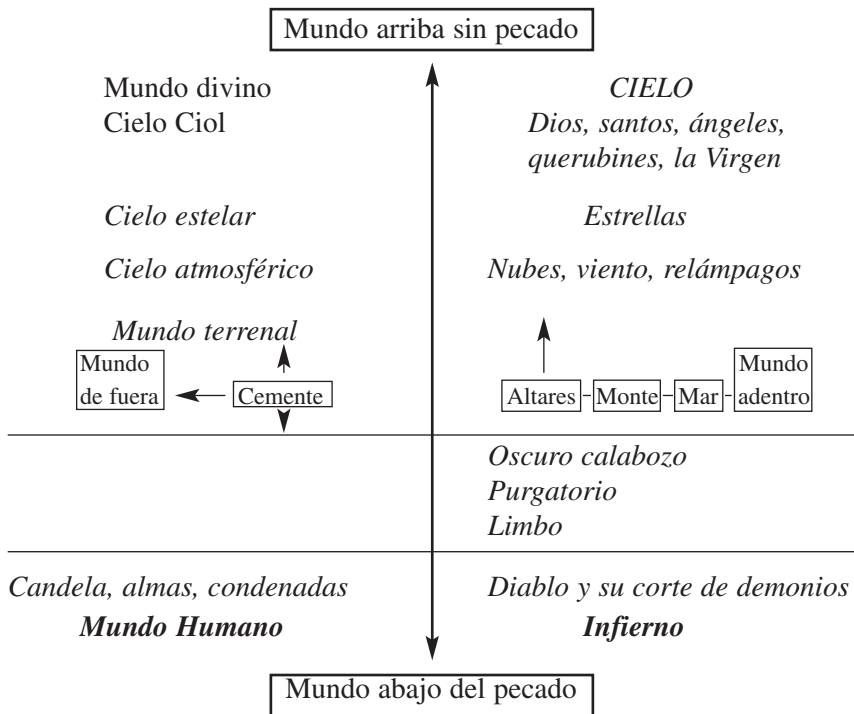 Mundo arriba sin pecado
Mundo divino
Cielo Ciol
CIELO
Dios, santos, ángeles,
querubines, la Virgen
Cielo estelar
Estrellas
Cielo atmosférico
Nubes, viento, relámpagos
Mundo terrenal
Mundo
de fuera
Cemente
Altares
Monte
Mar
Mundo
adentro
Oscuro calabozo
Purgatorio
Limbo
Candela, almas, condenadas
Mundo Humano
Diablo y su corte de demonios
Infierno
Mundo abajo del pecado